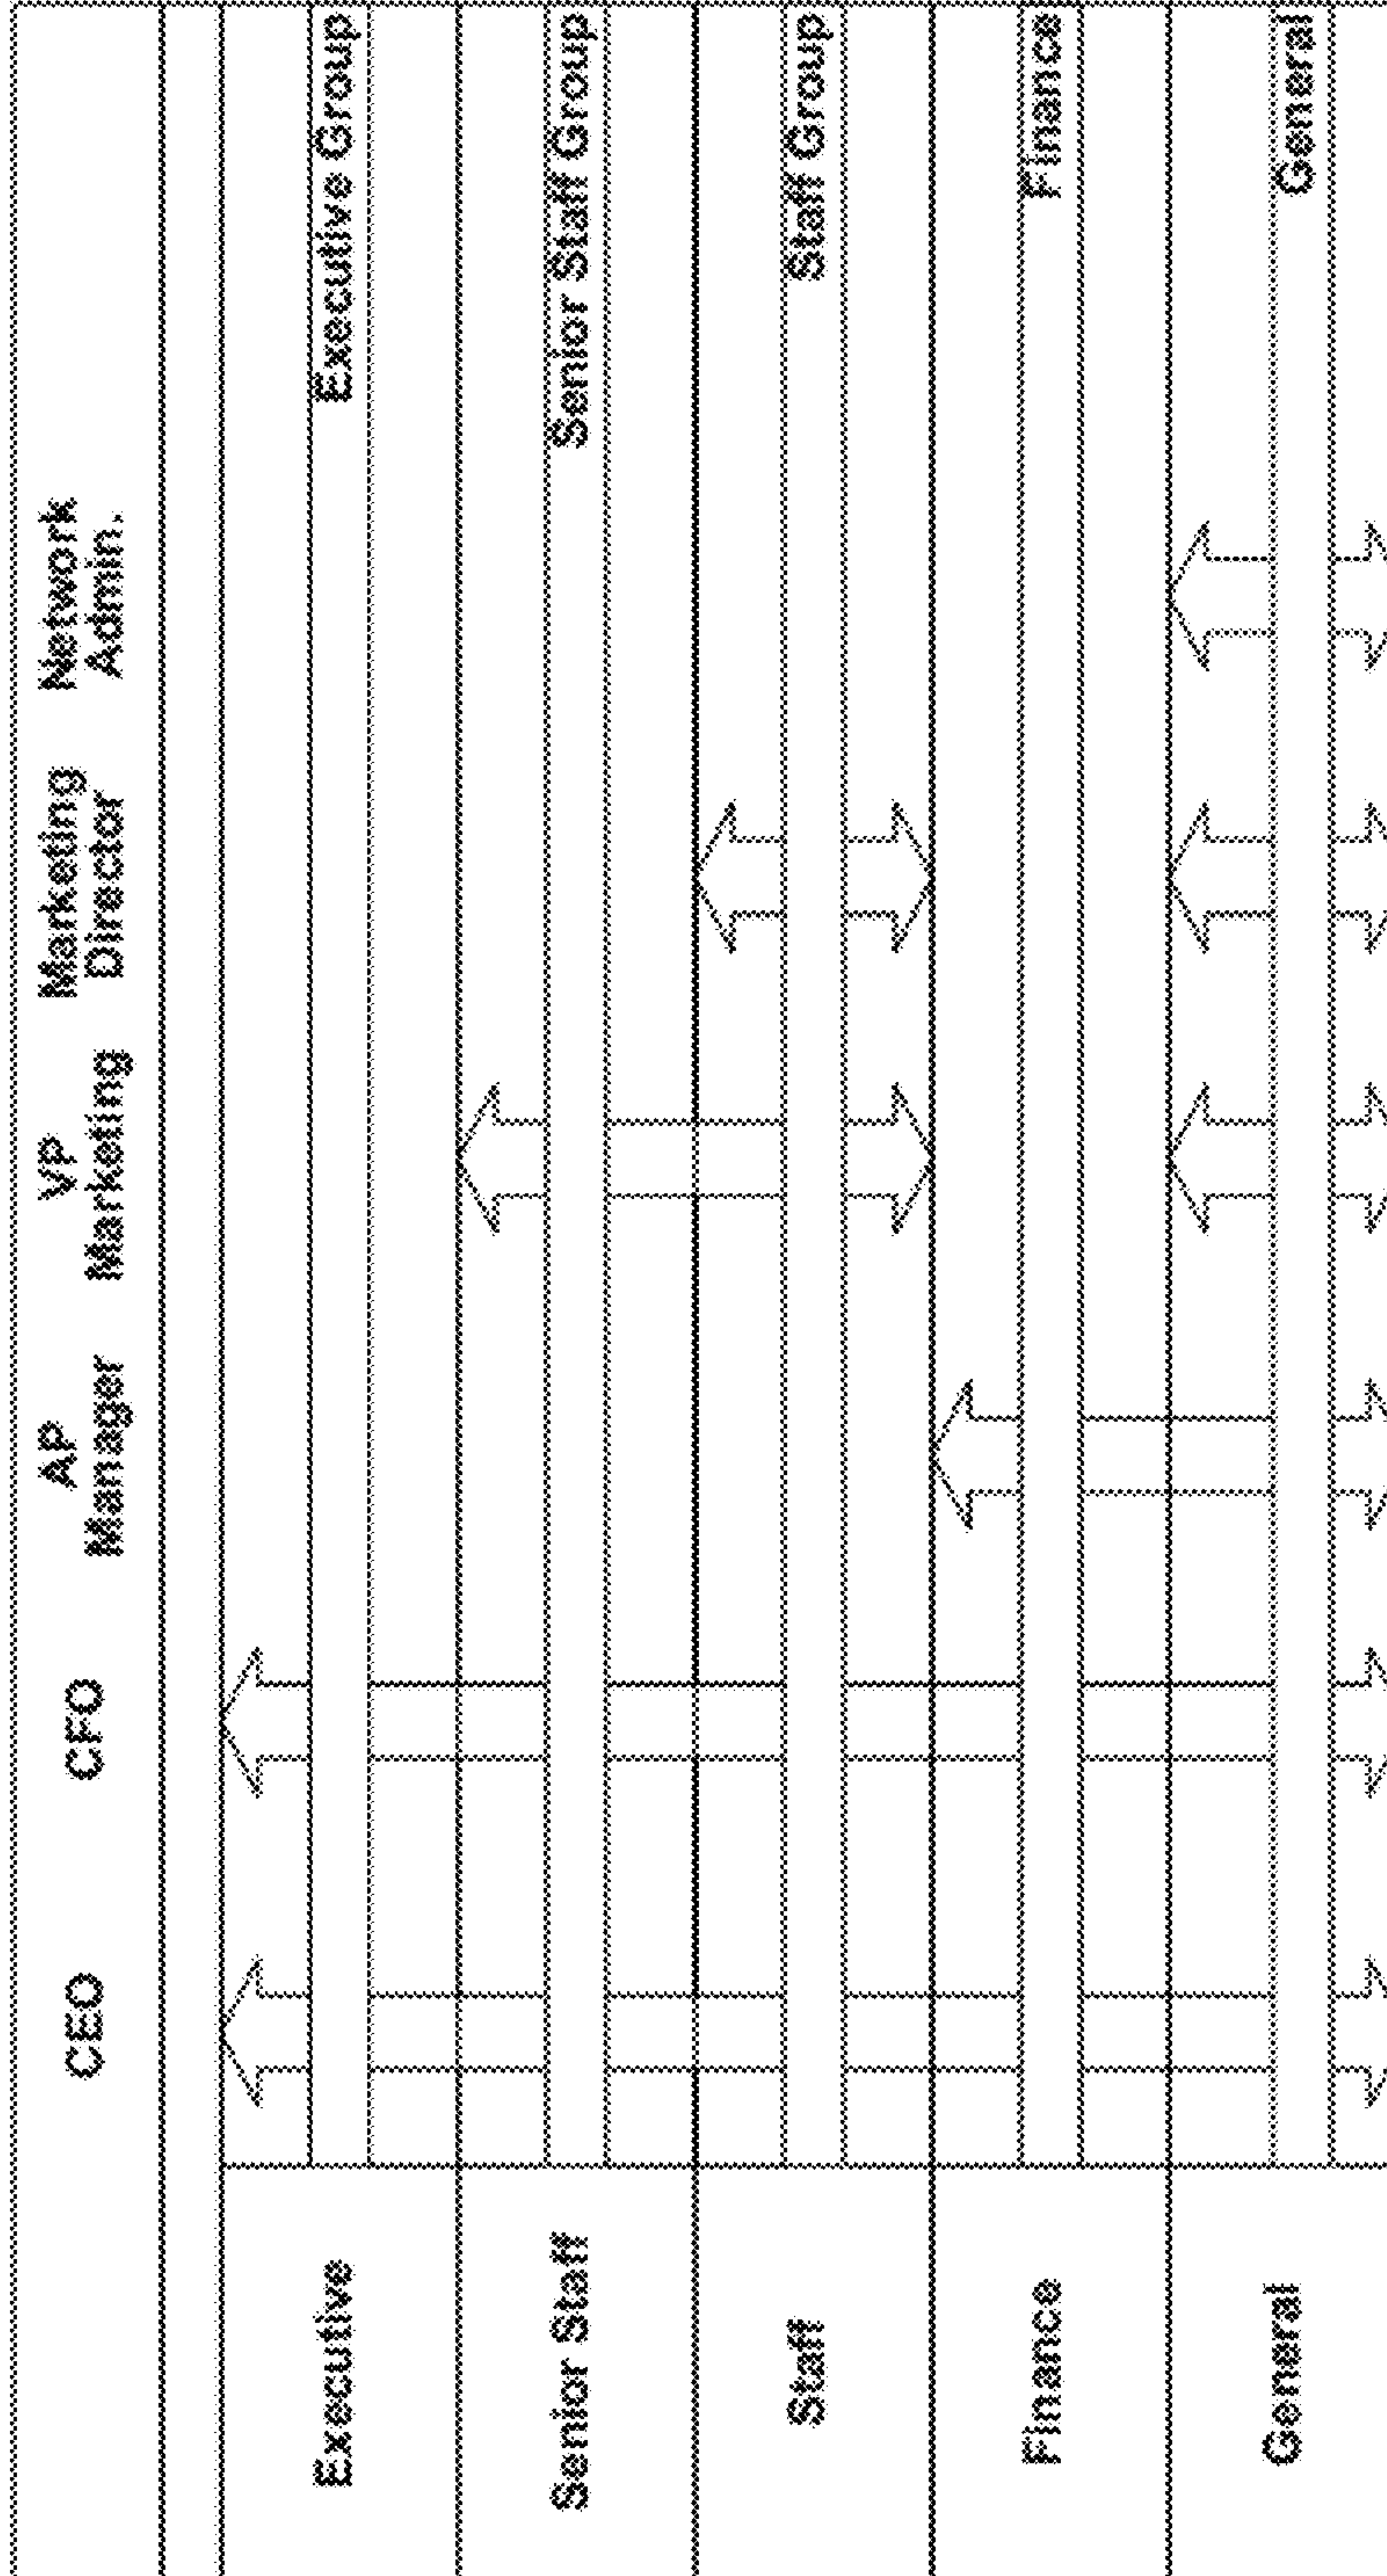 CEO
CFO
AP
Manager
VP
Marketing
Marketing
Director
Network
Admin.
Executive
Executive Group
Senior Staff
Senior Staff Group
Staff
Staff Group
Finance
Finance
General
General